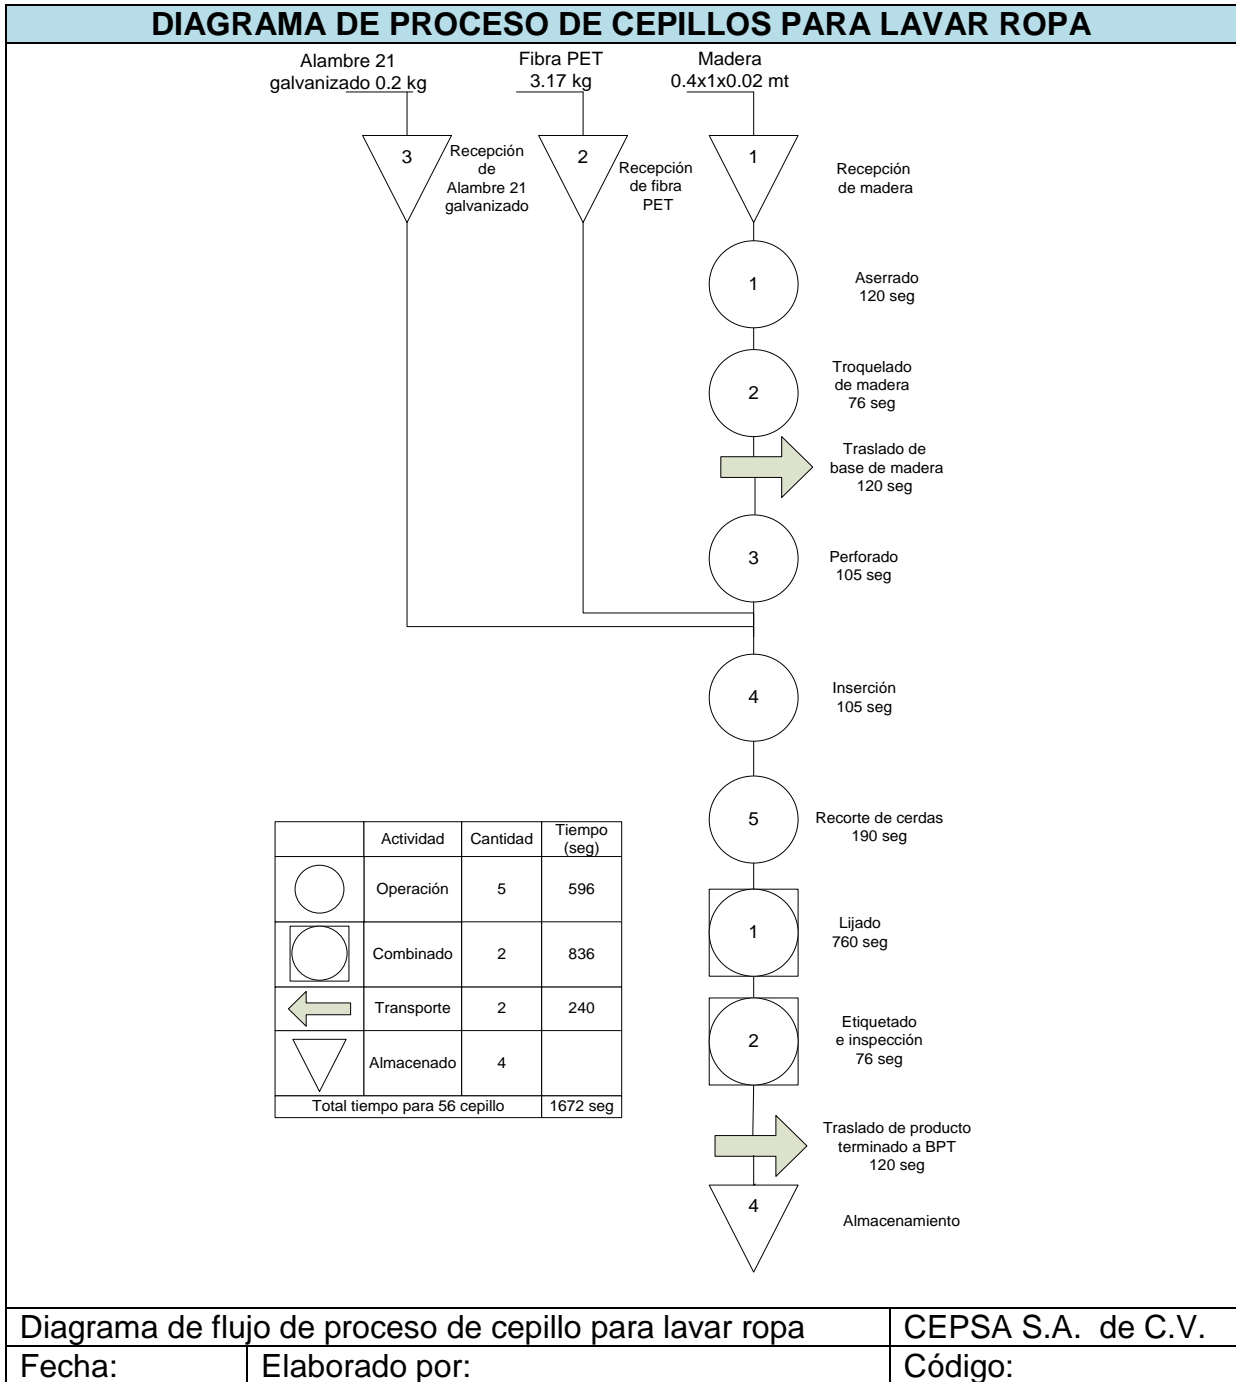 DIAGRAMA DE PROCESO DE CEPILLOS PARA LAVAR ROPA
Alambre 21
galvanizado 0.2 kg
Fibra PET
3.17 kg
Madera
0.4x1x0.02 mt
3
Recepción
de
Alambre 21
galvanizado
2
Recepción
de fibra
PET
1
Recepción
de madera
1
Aserrado
120 seg
2
Troquelado
de madera
76 seg
Traslado de
base de madera
120 seg
3
Perforado
105 seg
4
Inserción
105 seg
5
Recorte de cerdas
190 seg
1
Lijado
760 seg
2
Etiquetado
e inspección
76 seg
Traslado de producto
terminado a BPT
120 seg
4
Almacenamiento
Actividad Cantidad Tiempo
(seg)
Operación 5 596
Combinado 2 836
Transporte 2 240
Almacenado 4
Total tiempo para 56 cepillo 1672 seg
Diagrama de flujo de proceso de cepillo para lavar ropa CEPSA S.A. de C.V.
Fecha: Elaborado por: Código: